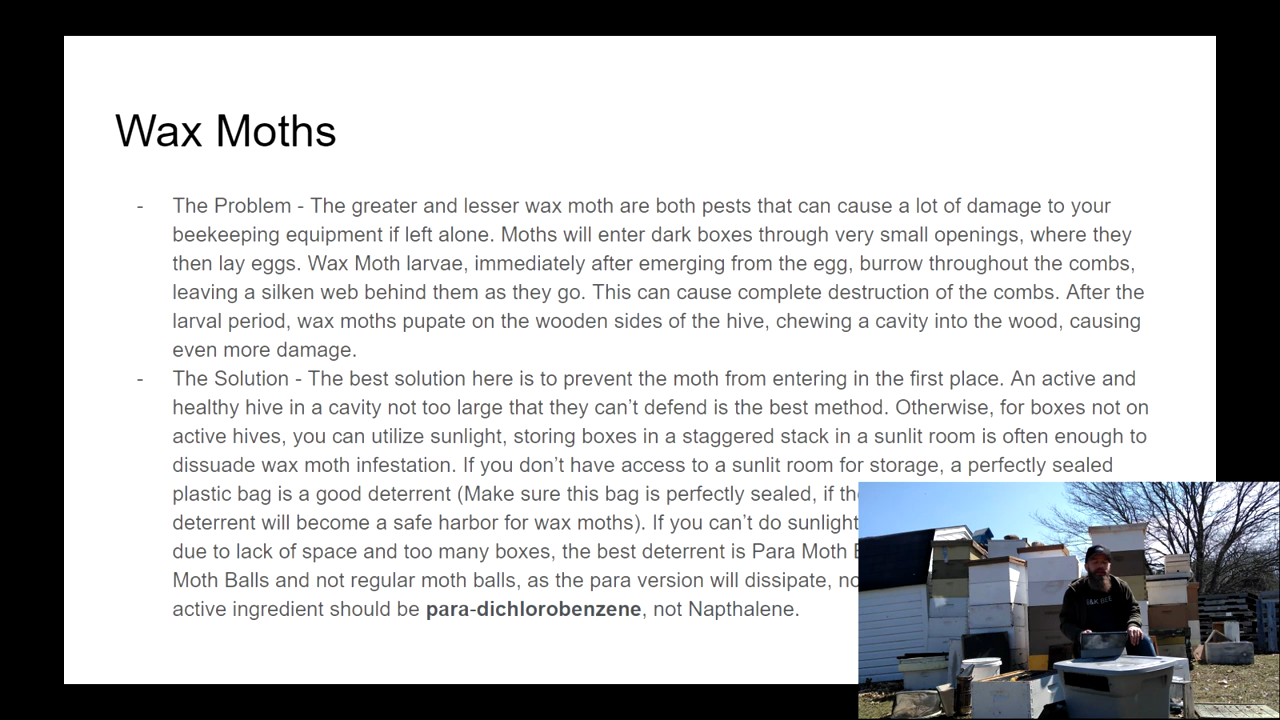 Wax Moths
- The Problem - The greater and lesser wax moth are both pests that can cause a lot of damage to your
beekeeping equipment if left alone. Moths will enter dark boxes through very small openings, where they
then lay eggs. Wax Moth larvae, immediately after emerging from the egg, burrow throughout the combs,
leaving a silken web behind them as they go. This can cause complete destruction of the combs. After the
larval period, wax moths pupate on the wooden sides of the hive, chewing a cavity into the wood, causing
even more damage.
- The Solution - The best solution here is to prevent the moth from entering in the first place. An active and
healthy hive in a cavity not too large that they can’t defend is the best method. Otherwise, for boxes not on
active hives, you can utilize sunlight, storing boxes in a staggered stack in a sunlit room is often enough to
dissuade wax moth infestation. If you don’t have access to a sunlit room for storage, a perfectly sealed
plastic bag is a good deterrent (Make sure this bag is perfectly sealed, if
deterrent will become a safe harbor for wax moths). If you can’t do sunlight
due to lack of space and too many boxes, the best deterrent is Para Moth
Moth Balls and not regular moth balls, as the para version will dissipate,
active ingredient should be para-dichlorobenzene, not Napthalene.